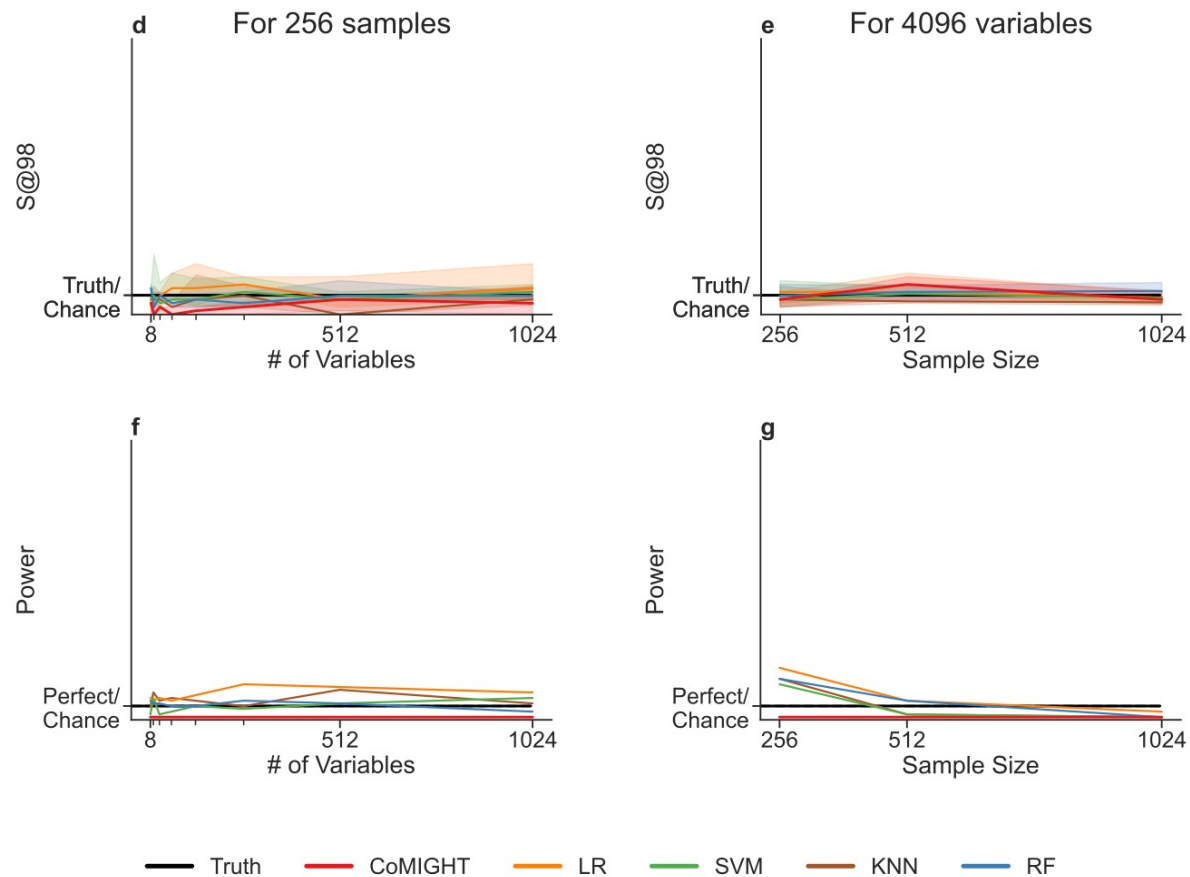 d For 256 samples
S@98
Truth/
Chance
8 512 1024
# of Variables
e For 4096 variables
S@98
Truth/
Chance
256 512 1024
Sample Size
f
Power
Perfect/
Chance
8 512 1024
# of Variables
g
Power
Perfect/
Chance
256 512 1024
Sample Size
Truth CoMIGHT LR SVM KNN RF